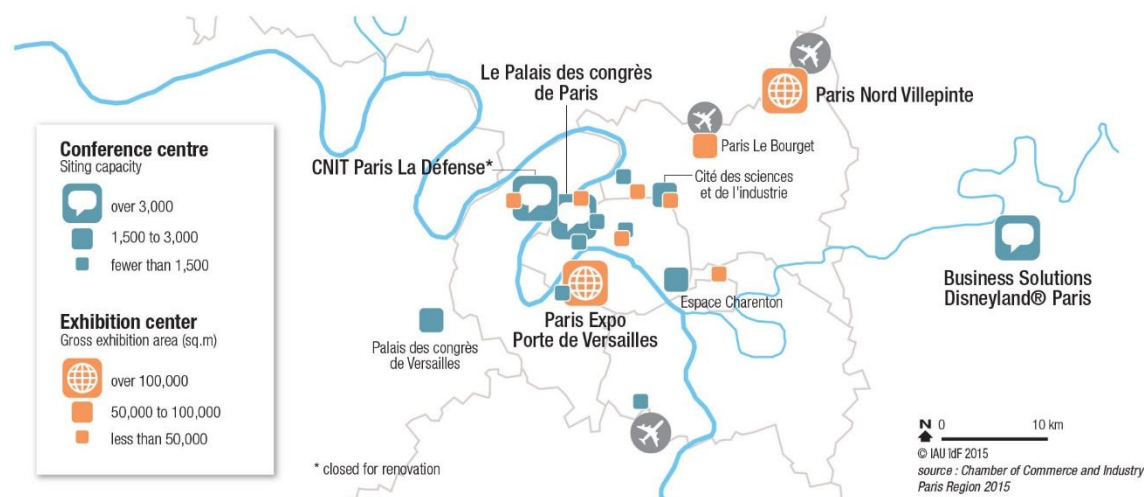 Le Palais des congrès
de Paris
Paris Nord Villepinte
Paris Le Bourget
CNIT Paris La Défense*
Cité des sciences
et de l'industrie
Conference centre
Siting capacity
over 3,000
1,500 to 3,000
fewer than 1,500
Exhibition center
Gross exhibition area (sq.m)
over 100,000
50,000 to 100,000
less than 50,000
Business Solutions
Disneyland® Paris
Espace Charenton
Paris Expo
Porte de Versailles
Palais des congrès
de Versailles
* closed for renovation
N 0 10 km
© IAU îdF 2015
source : Chamber of Commerce and Industry
Paris Region 2015